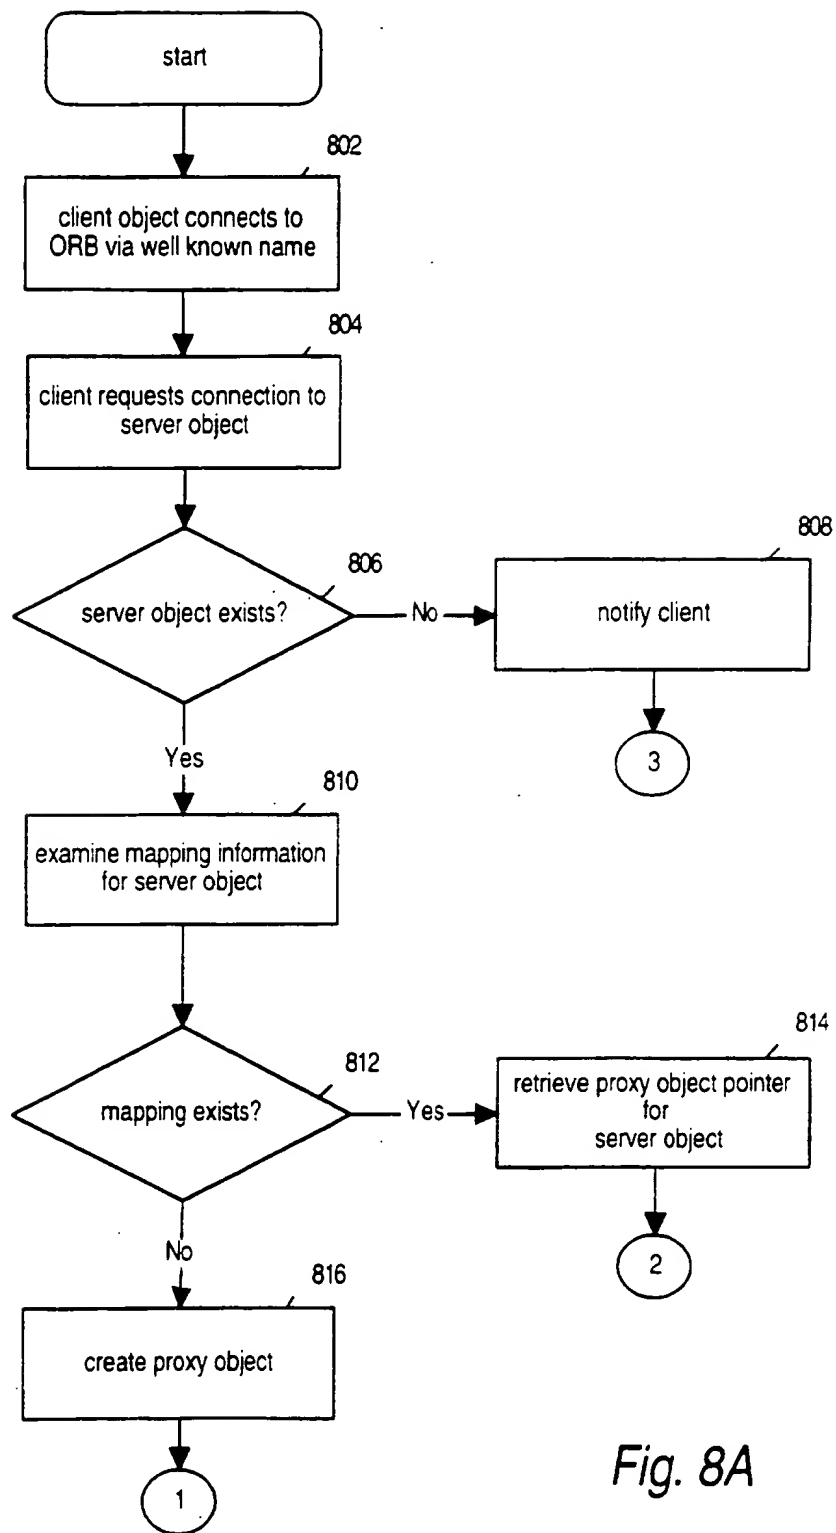 start
802
client object connects to
ORB via well known name
804
client requests connection to
server object
806
server object exists?
No
808
notify client
3
Yes
810
examine mapping information
for server object
812
mapping exists?
Yes
814
retrieve proxy object pointer
for
server object
2
No
816
create proxy object
1
Fig. 8A